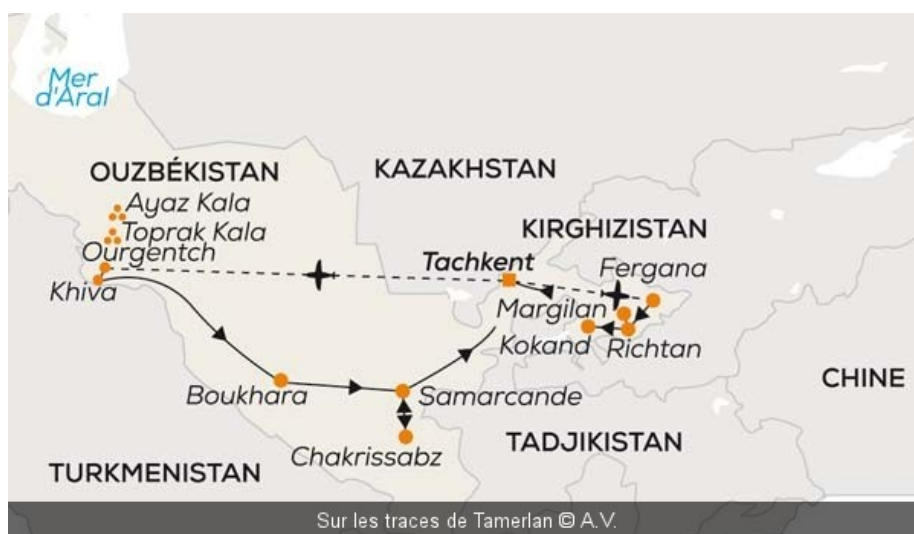 Mer
d'Aral
OUZBÉKISTAN
KAZAKHSTAN
Ayaz Kala
Toprak Kala
Ourgentch
Khiva
KIRGHIZISTAN
Tachkent
Fergana
Margilan
Kokand
Richtan
Boukhara
Samarcande
CHINE
Chakrissabz
TADJIKISTAN
TURKMENISTAN
Sur les traces de Tamerlan © A.V.